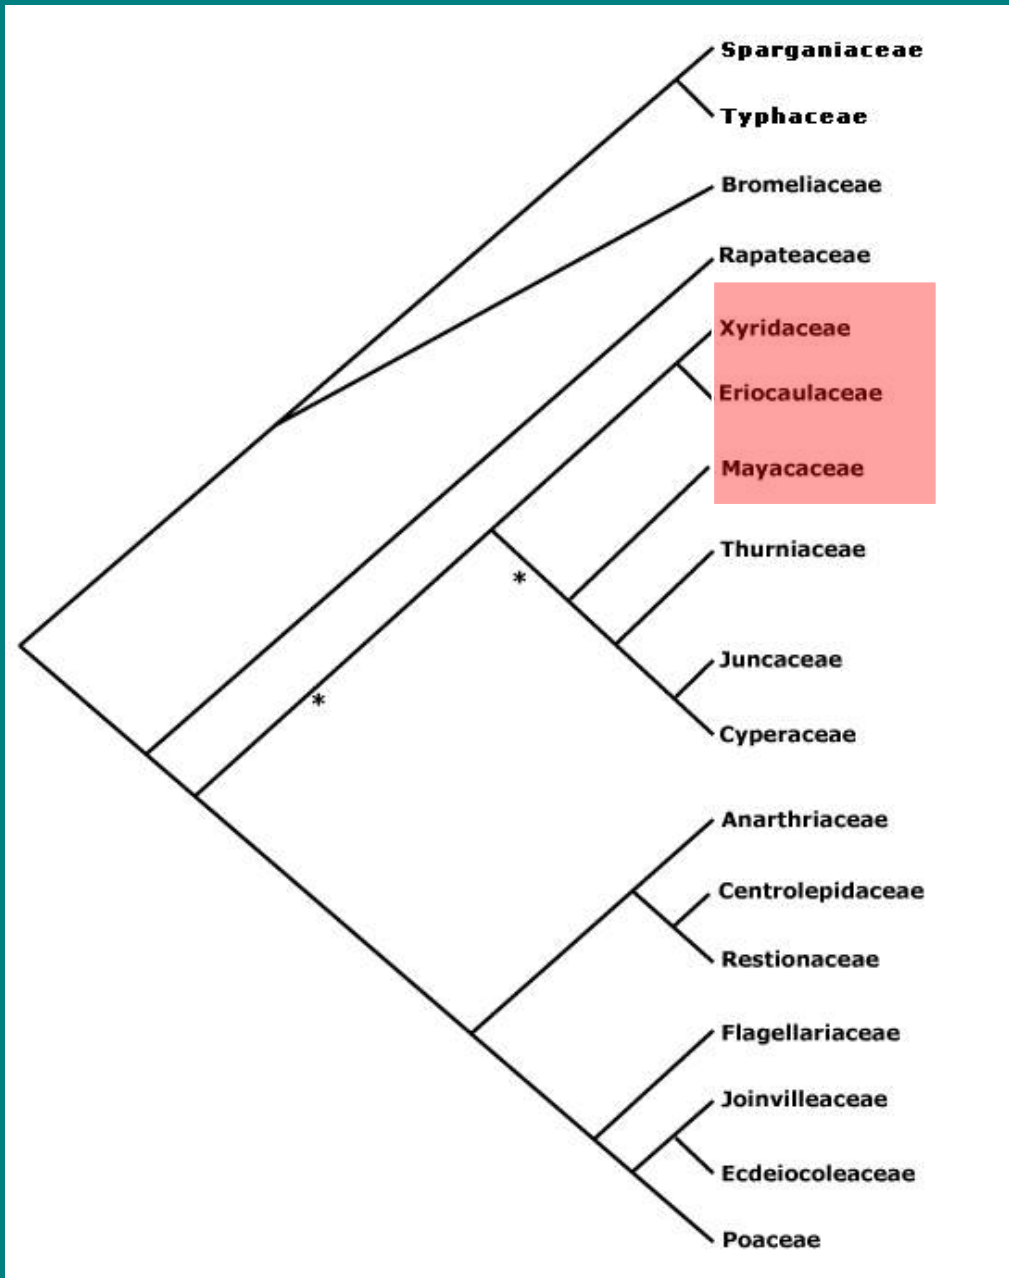 Sparganiaceae
Typhaceae
Bromeliaceae
Rapateaceae
Xyridaceae
Eriocaulaceae
Mayacaceae
Thurniaceae
*
Juncaceae
*
Cyperaceae
Anarthriaceae
Centrolepidaceae
Restionaceae
Flagellariaceae
Joinvilleaceae
Ecdeiocoleaceae
Poaceae